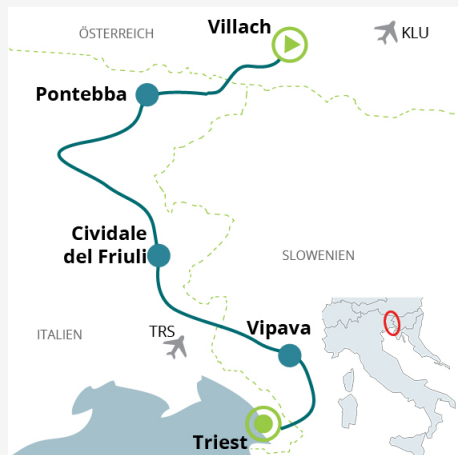 ÖSTERREICH
Villach
KLU
Pontebba
Cividale
del Friuli
SLOWENIEN
ITALIEN
TRS
Vipava
Triest